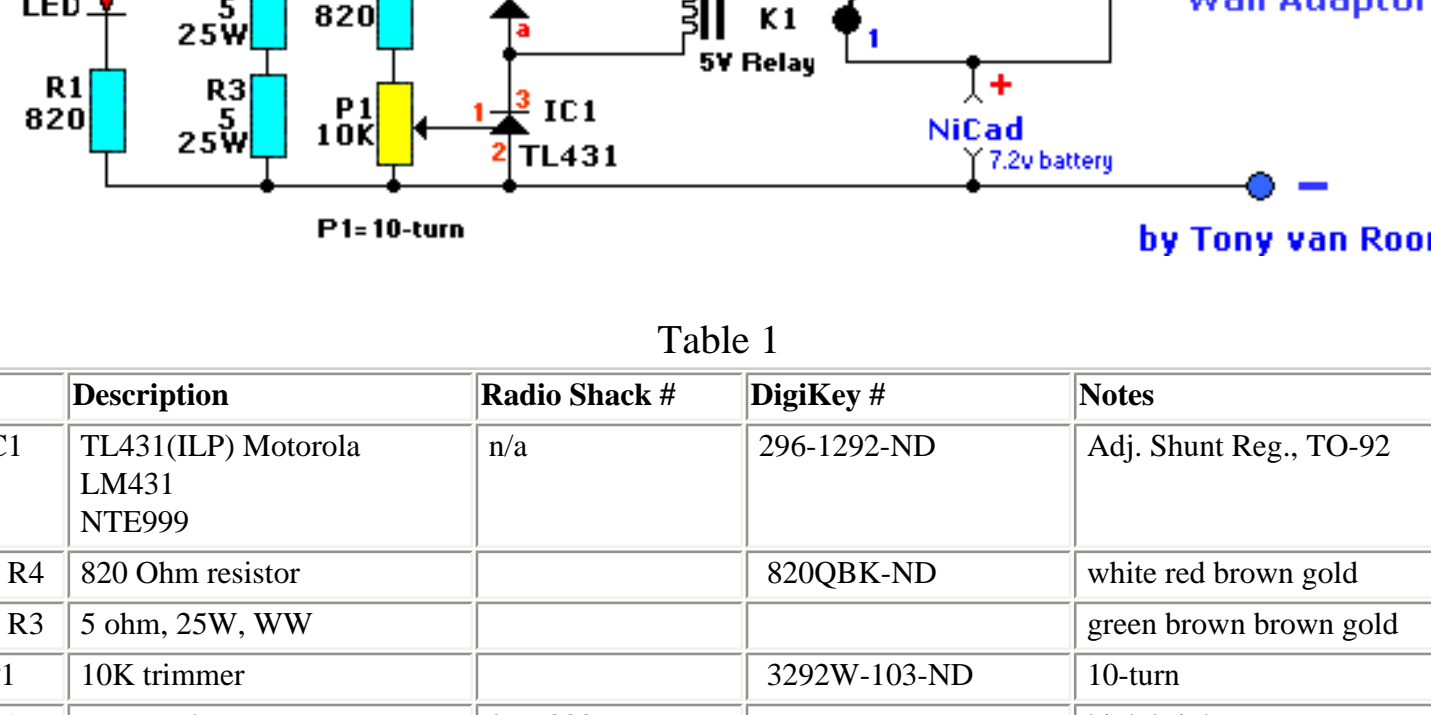 LED
5
25W
820
a
K1
1
Wall Adaptor
5V Relay
R1
820
R3
5
25W
P1
10K
1
3
IC1
2
TL431
+
NiCad
7.2v battery
P1=10-turn
by Tony van Roon
Table 1
Description Radio Shack # DigiKey # Notes
C1 TL431(ILP) Motorola n/a 296-1292-ND Adj. Shunt Reg., TO-92
LM431
NTE999
R4 820 Ohm resistor 820QBK-ND white red brown gold
R3 5 ohm, 25W, WW green brown brown gold
1 10K trimmer 3292W-103-ND 10-turn